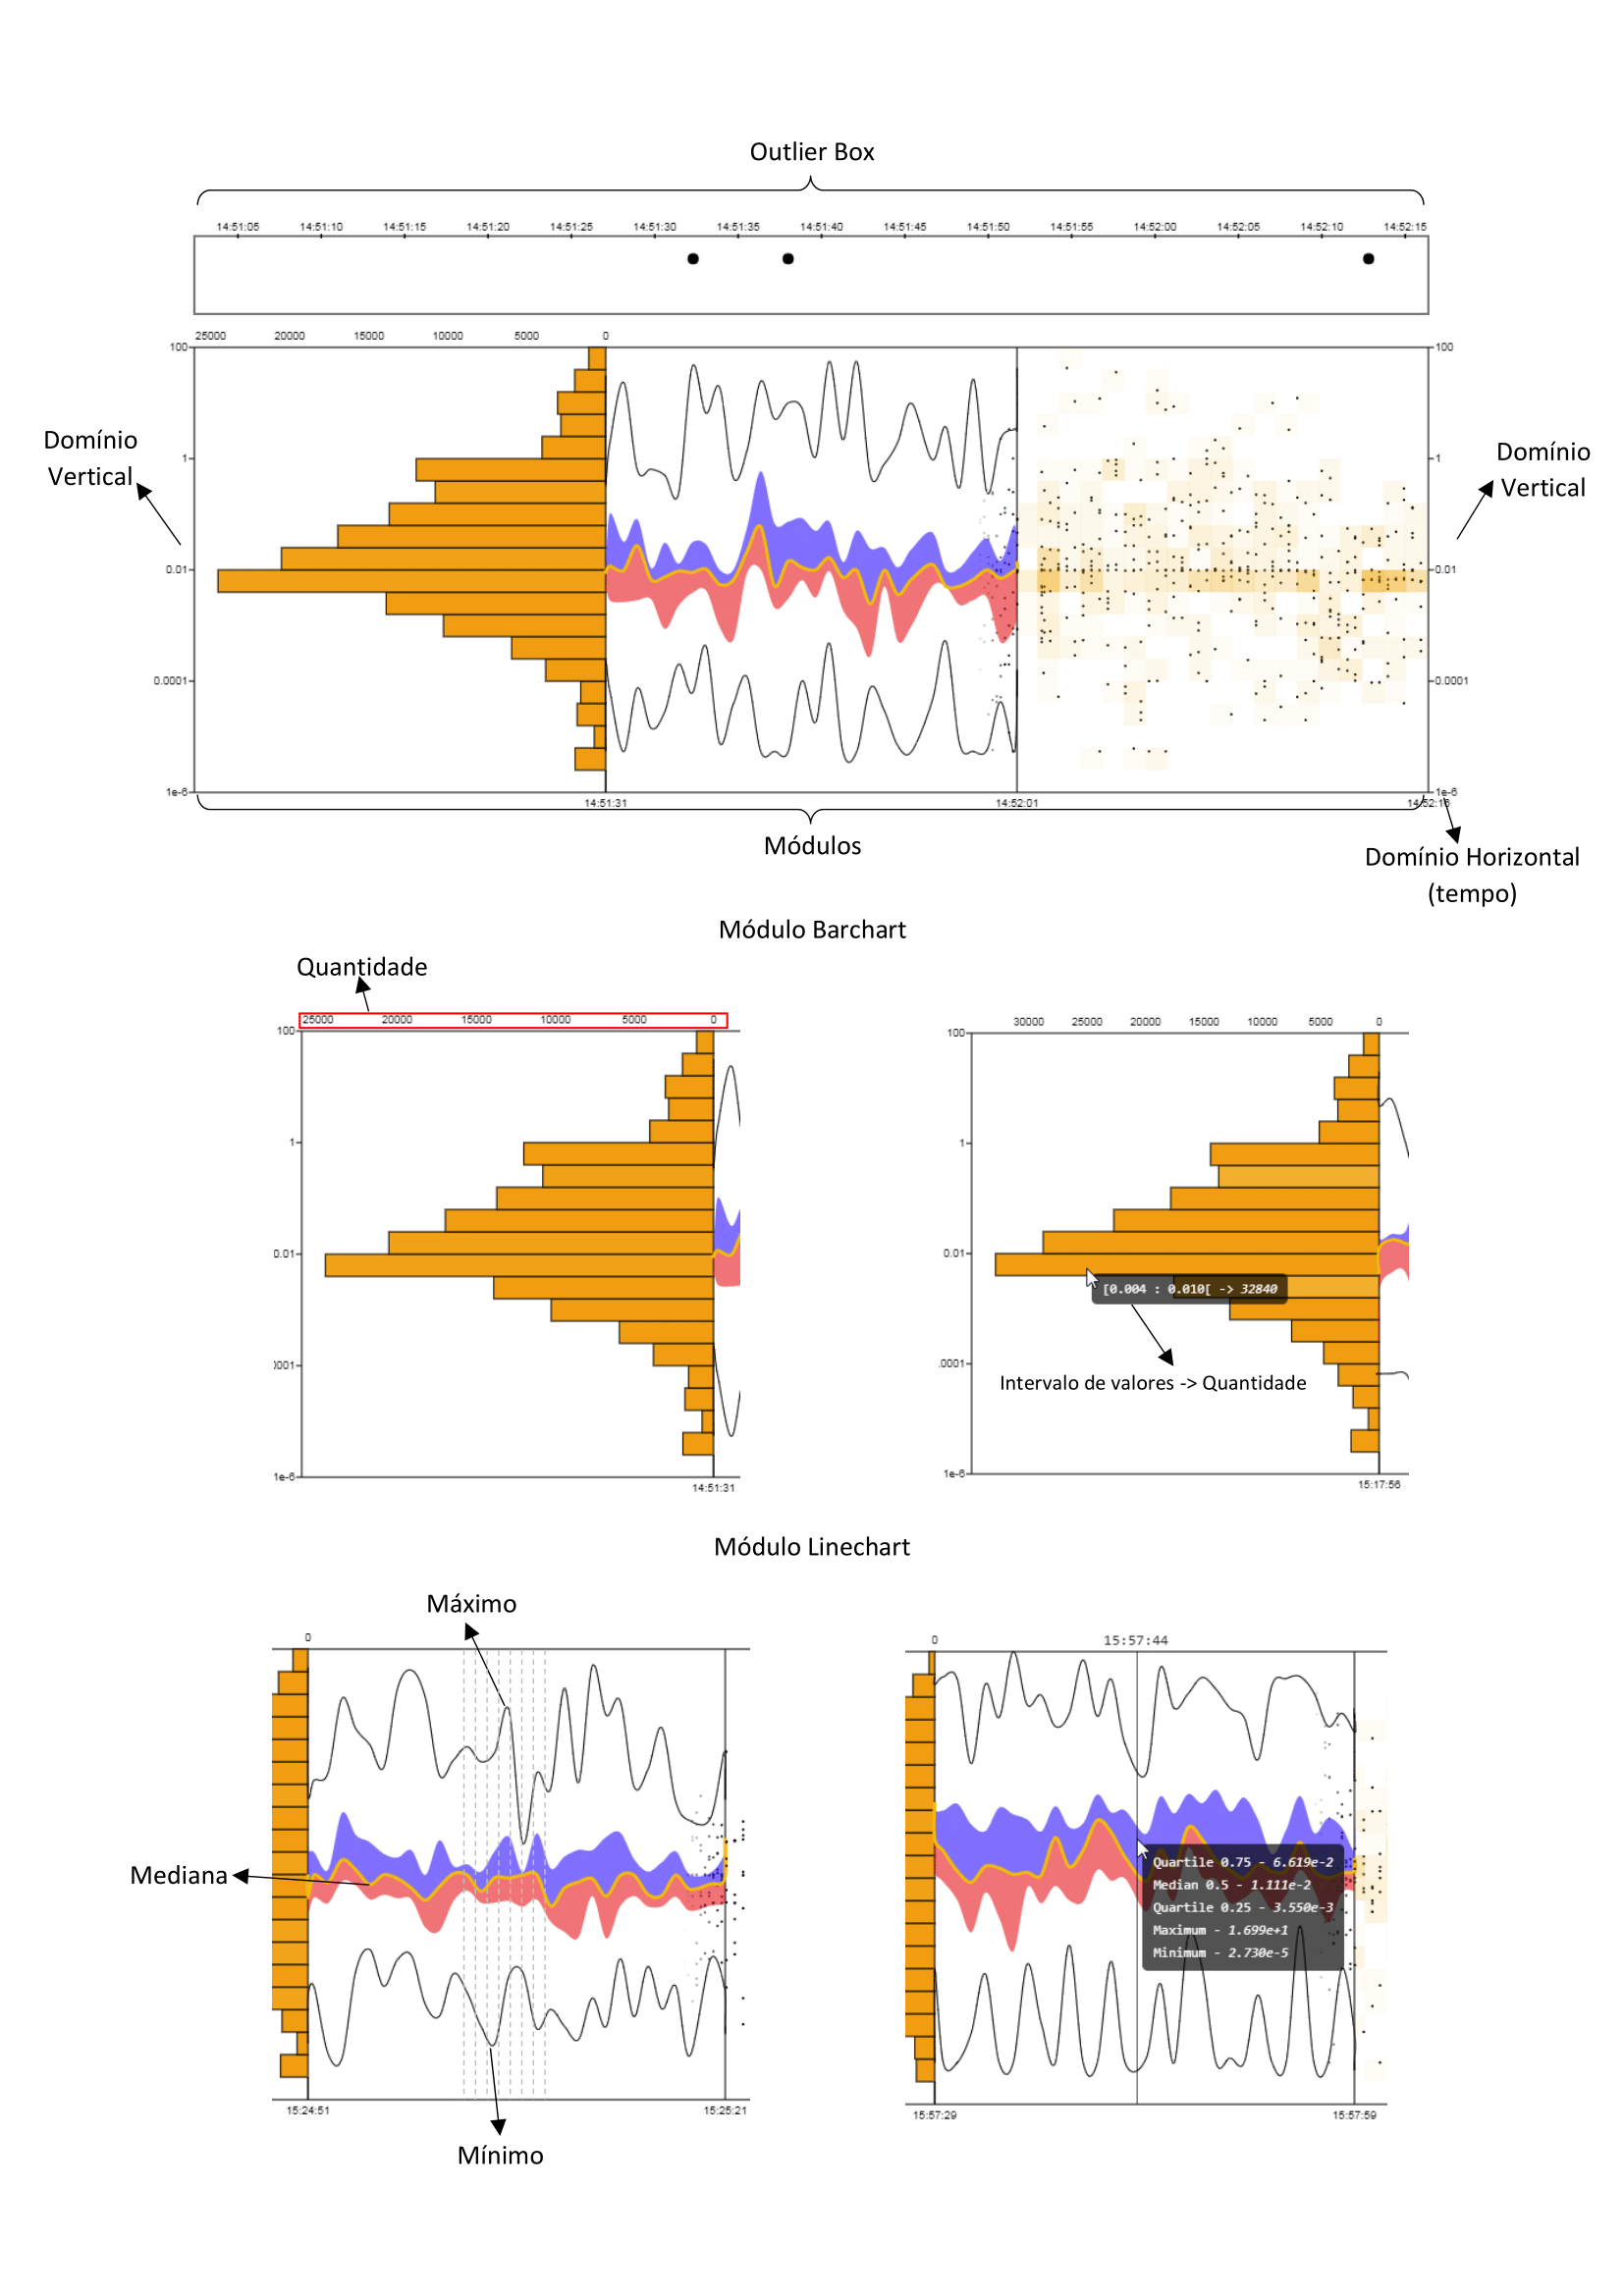 Outlier Box
14:51:05 14:51:10 14:51:15 14:51:20 14:51:25 14:51:30 14:51:35 14:51:40 14:51:45 14:51:50 14:51:55 14:52:00 14:52:05 14:52:10 14:52:15
25000 20000 15000 10000 5000 0
100 100
Domínio
Vertical
1 1
Domínio
Vertical
0.01 0.01
0.0001 0.0001
1e-6 1e-6
14:51:31 14:52:01
Módulos
Domínio Horizontal
(tempo)
Módulo Barchart
Quantidade
25000 20000 15000 10000 5000 0
100
1
0.01
0001
1e-6
14:51:31
30000 25000 20000 15000 10000 5000 0
100
1
0.01
[0.004 : 0.010[ -> 32840
.0001
Intervalo de valores -> Quantidade
1e-6
15:17:56
Módulo Linechart
Máximo
0
Mediana
15:24:51 15:25:21
Mínimo
0 15:57:44
Quartile 0.75 - 6.619e-2
Median 0.5 - 1.111e-2
Quartile 0.25 - 3.550e-3
Maximum - 1.699e+1
Minimum - 2.730e-5
15:57:29 15:57:59